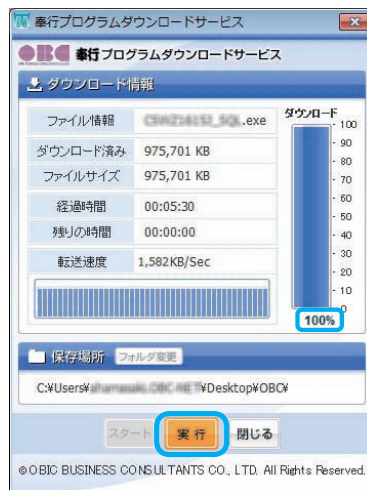 奉行プログラムダウンロードサービス
OBC 奉行プログラムダウンロードサービス
ダウンロード情報
ファイル情報 .exe
ダウンロード済み 975,701 KB
ファイルサイズ 975,701 KB
経過時間 00:05:30
残りの時間 00:00:00
転送速度 1,582KB/Sec
ダウンロード
100
90
80
70
60
50
40
30
20
10
0
100%
保存場所 フォルダ変更
C:¥Users¥ ¥Desktop¥OBC¥
スタート 実行 閉じる
©OBIC BUSINESS CONSULTANTS CO., LTD. All Rights Reserved.